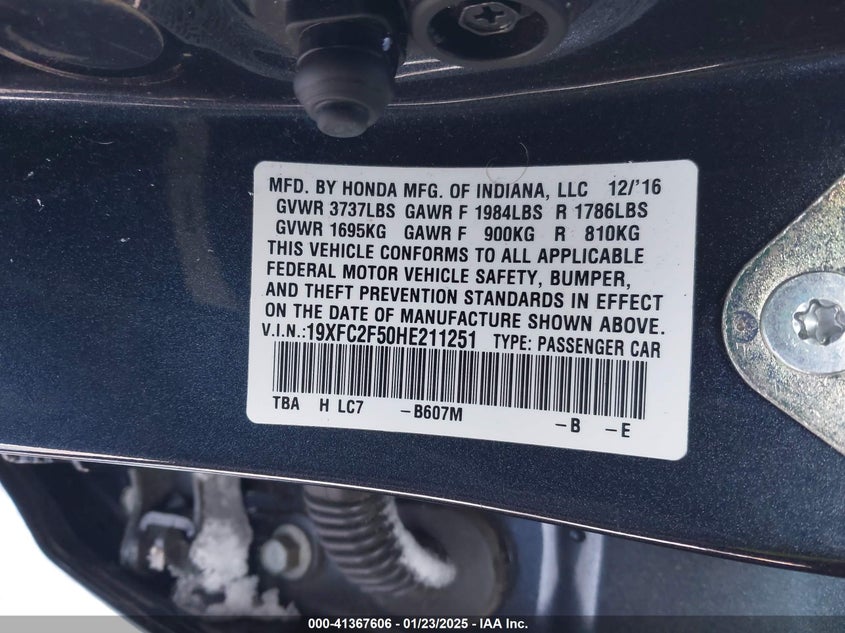 MFD. BY HONDA MFG. OF INDIANA, LLC 12/'16
GVWR 3737LBS GAWR F 1984LBS R 1786LBS
GVWR 1695KG GAWR F 900KG R 810KG
THIS VEHICLE CONFORMS TO ALL APPLICABLE
FEDERAL MOTOR VEHICLE SAFETY, BUMPER,
AND THEFT PREVENTION STANDARDS IN EFFECT
ON THE DATE OF MANUFACTURE SHOWN ABOVE.
V.I.N.:19XFC2F50HE211251 TYPE: PASSENGER CAR
TBA H LC7 -B607M -B -E
000-41367606 - 01/23/2025 - IAA Inc.